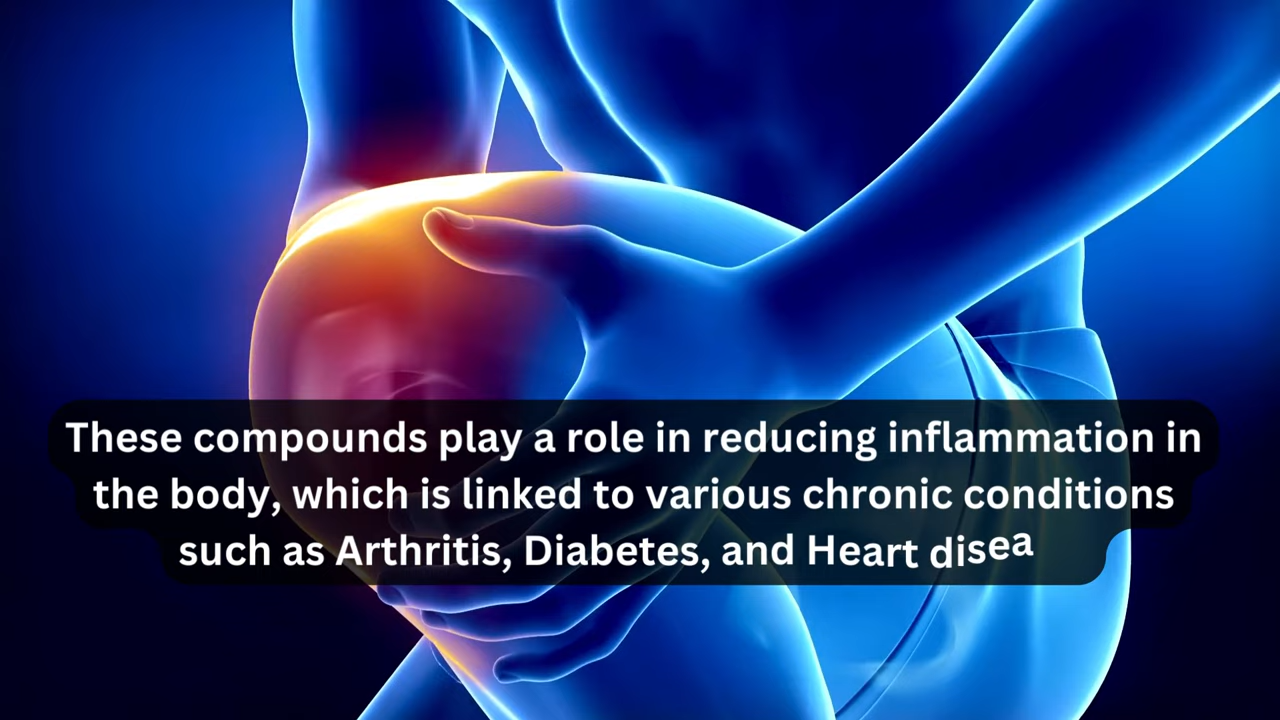 These compounds play a role in reducing inflammation in
the body, which is linked to various chronic conditions
such as Arthritis, Diabetes, and Heart disea